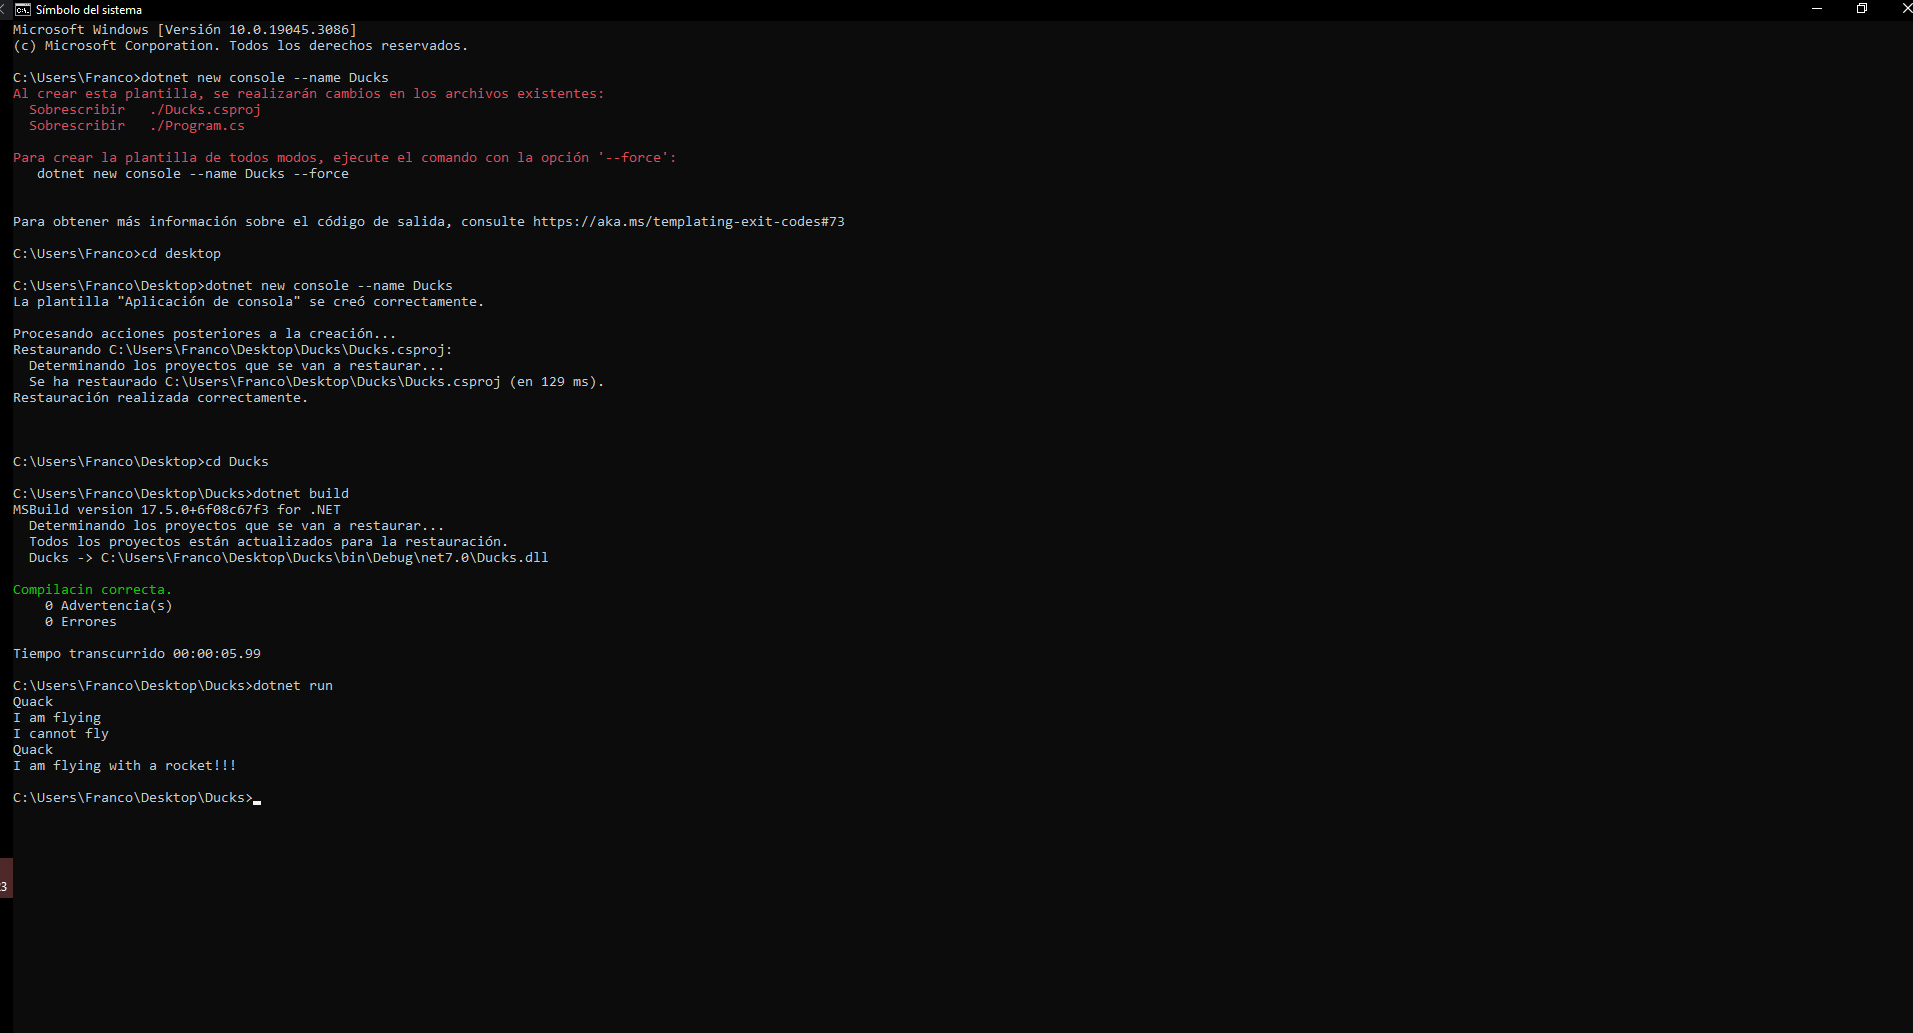 Símbolo del sistema
Microsoft Windows [Versión 10.0.19045.3086]
(c) Microsoft Corporation. Todos los derechos reservados.
C:\Users\Franco>dotnet new console --name Ducks
Al crear esta plantilla, se realizarán cambios en los archivos existentes:
  Sobrescribir   ./Ducks.csproj
  Sobrescribir   ./Program.cs
Para crear la plantilla de todos modos, ejecute el comando con la opción '--force':
   dotnet new console --name Ducks --force
Para obtener más información sobre el código de salida, consulte https://aka.ms/templating-exit-codes#73
C:\Users\Franco>cd desktop
C:\Users\Franco\Desktop>dotnet new console --name Ducks
La plantilla "Aplicación de consola" se creó correctamente.
Procesando acciones posteriores a la creación...
Restaurando C:\Users\Franco\Desktop\Ducks\Ducks.csproj:
  Determinando los proyectos que se van a restaurar...
  Se ha restaurado C:\Users\Franco\Desktop\Ducks\Ducks.csproj (en 129 ms).
Restauración realizada correctamente.
C:\Users\Franco\Desktop>cd Ducks
C:\Users\Franco\Desktop\Ducks>dotnet build
MSBuild version 17.5.0+6f08c67f3 for .NET
  Determinando los proyectos que se van a restaurar...
  Todos los proyectos están actualizados para la restauración.
  Ducks -> C:\Users\Franco\Desktop\Ducks\bin\Debug\net7.0\Ducks.dll
Compilacin correcta.
    0 Advertencia(s)
    0 Errores
Tiempo transcurrido 00:00:05.99
C:\Users\Franco\Desktop\Ducks>dotnet run
Quack
I am flying
I cannot fly
Quack
I am flying with a rocket!!!
C:\Users\Franco\Desktop\Ducks>
3